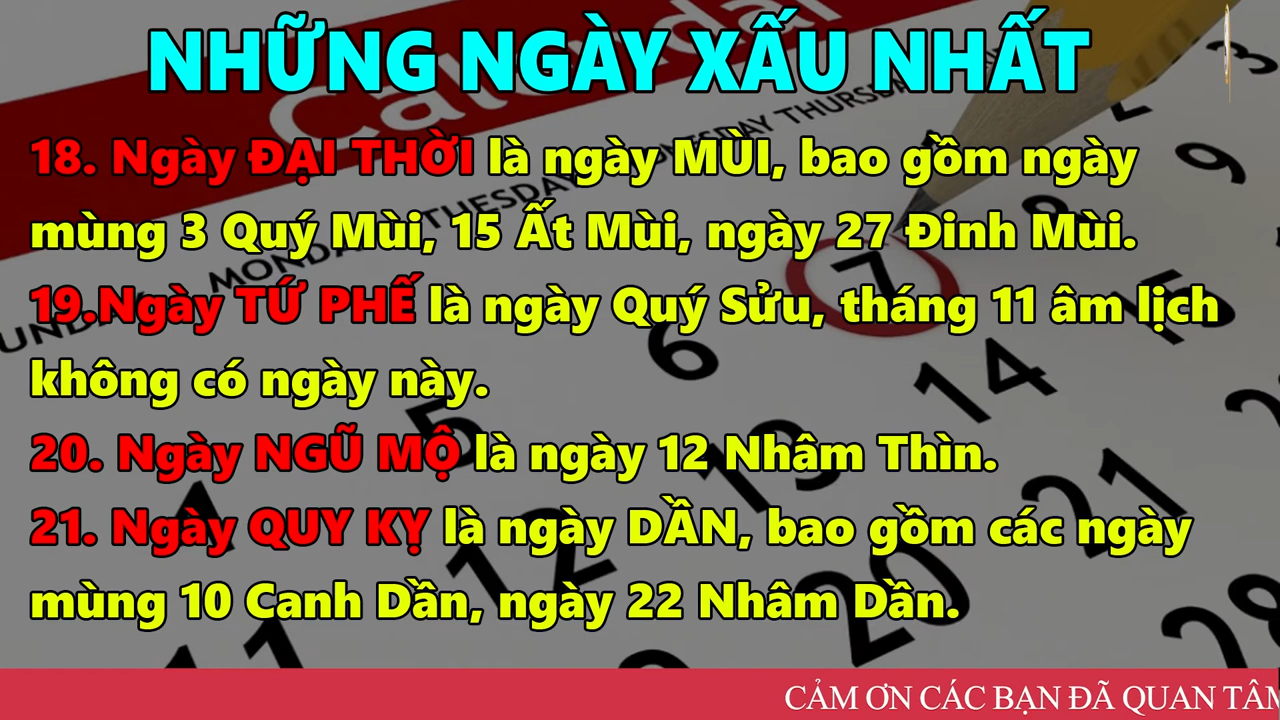 NHỮNG NGÀY XẤU NHẤT
18. Ngày ĐẠI THỜI là ngày MÙI, bao gồm ngày
mùng 3 Quý Mùi, 15 Ất Mùi, ngày 27 Đinh Mùi.
19.Ngày TỨ PHẾ là ngày Quý Sửu, tháng 11 âm lịch
không có ngày này.
20. Ngày NGŨ MỘ là ngày 12 Nhâm Thìn.
21. Ngày QUY KỴ là ngày DẦN, bao gồm các ngày
mùng 10 Canh Dần, ngày 22 Nhâm Dần.
CẢM ƠN CÁC BẠN ĐÃ QUAN TÂM